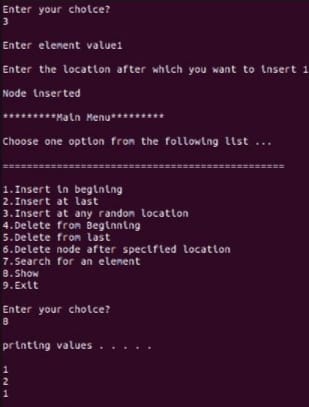 Enter your choice?
3
Enter element value1
Enter the location after which you want to insert 1
Node inserted
*********Main Menu*********
Choose one option from the following list ...
===============================================
1.Insert in begining
2.Insert at last
3.Insert at any random location
4.Delete from Beginning
5.Delete from last
6.Delete node after specified location
7.Search for an element
8.Show
9.Exit
Enter your choice?
8
printing values . . . . .
1
2
1